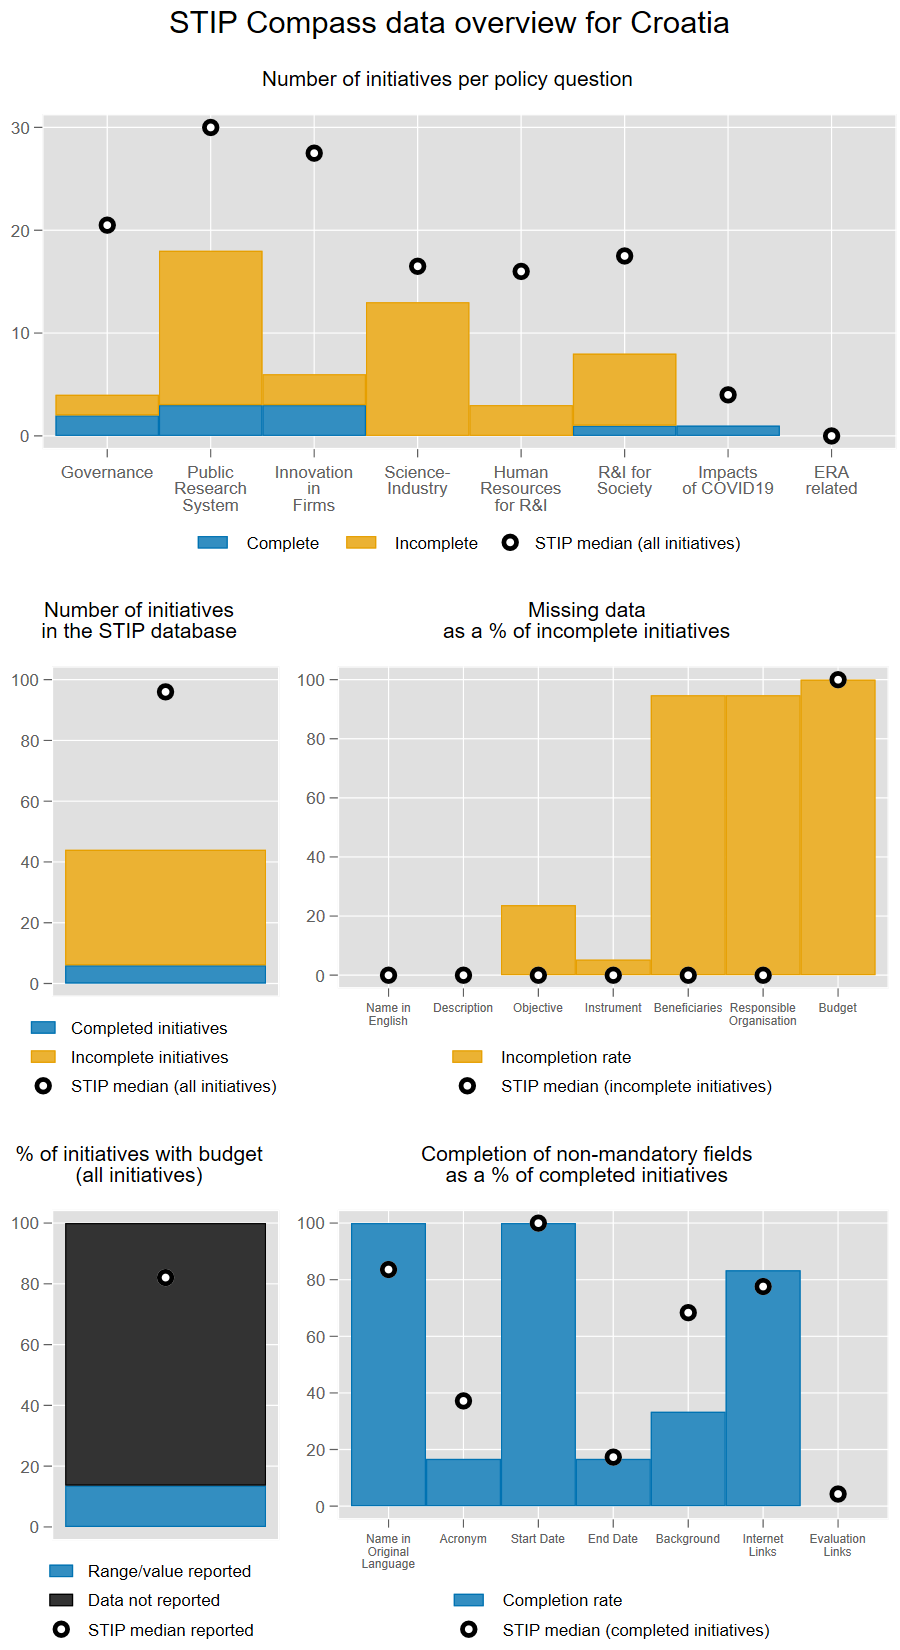 STIP Compass data overview for Croatia
Number of initiatives per policy question
30
20
10
0
Governance
Public
Research
System
Innovation
in
Firms
Science-
Industry
Human
Resources
for R&I
R&I for
Society
Impacts
of COVID19
ERA
related
Complete
Incomplete
STIP median (all initiatives)
Number of initiatives
in the STIP database
100
80
60
40
20
0
Completed initiatives
Incomplete initiatives
STIP median (all initiatives)
Missing data
as a % of incomplete initiatives
100
80
60
40
20
0
Name in
English
Description
Objective
Instrument
Beneficiaries
Responsible
Organisation
Budget
Incompletion rate
STIP median (incomplete initiatives)
% of initiatives with budget
(all initiatives)
100
80
60
40
20
0
Range/value reported
Data not reported
STIP median reported
Completion of non-mandatory fields
as a % of completed initiatives
100
80
60
40
20
0
Name in
Original
Language
Acronym
Start Date
End Date
Background
Internet
Links
Evaluation
Links
Completion rate
STIP median (completed initiatives)